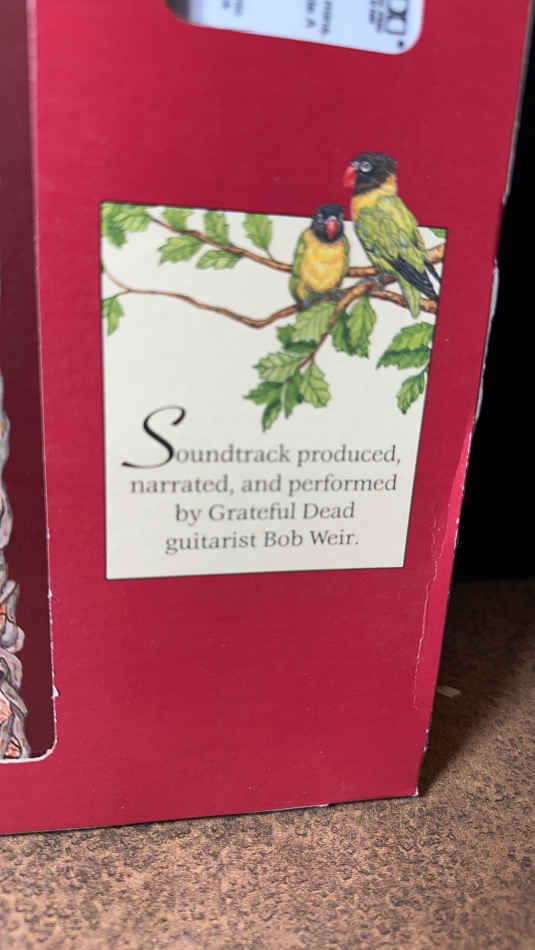 Soundtrack produced,
narrated, and performed
by Grateful Dead
guitarist Bob Weir.